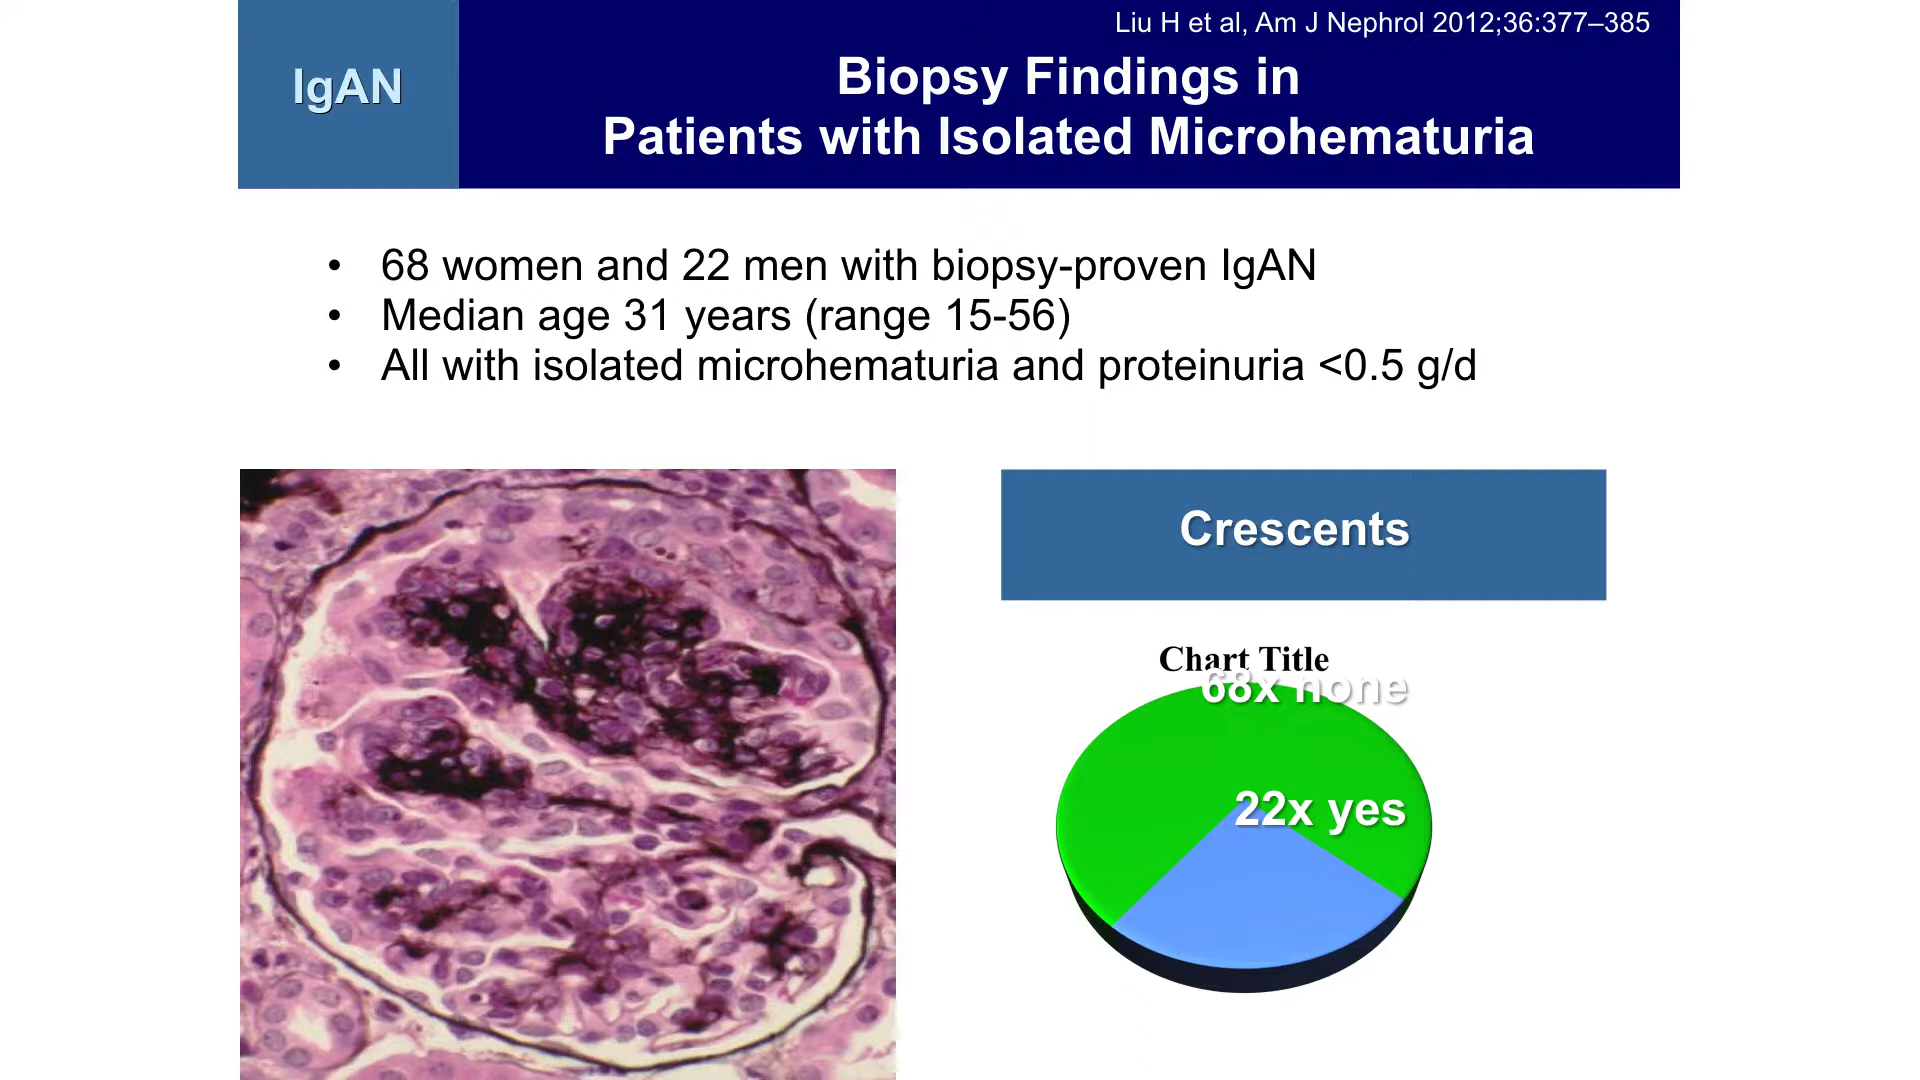 Liu H et al, Am J Nephrol 2012;36:377–385
IgAN
Biopsy Findings in
Patients with Isolated Microhematuria
• 68 women and 22 men with biopsy-proven IgAN
• Median age 31 years (range 15-56)
• All with isolated microhematuria and proteinuria <0.5 g/d
Crescents
Chart Title
68x none
22x yes